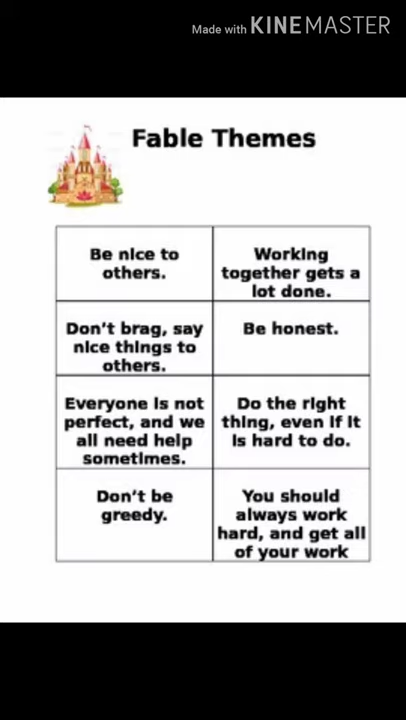 Made with KINEMASTER
Fable Themes
Be nice to
others.
Working
together gets a
lot done.
Don't brag, say
nice things to
others.
Be honest.
Everyone is not
perfect, and we
all need help
sometimes.
Do the right
thing, even if it
is hard to do.
Don't be
greedy.
You should
always work
hard, and get all
of your work